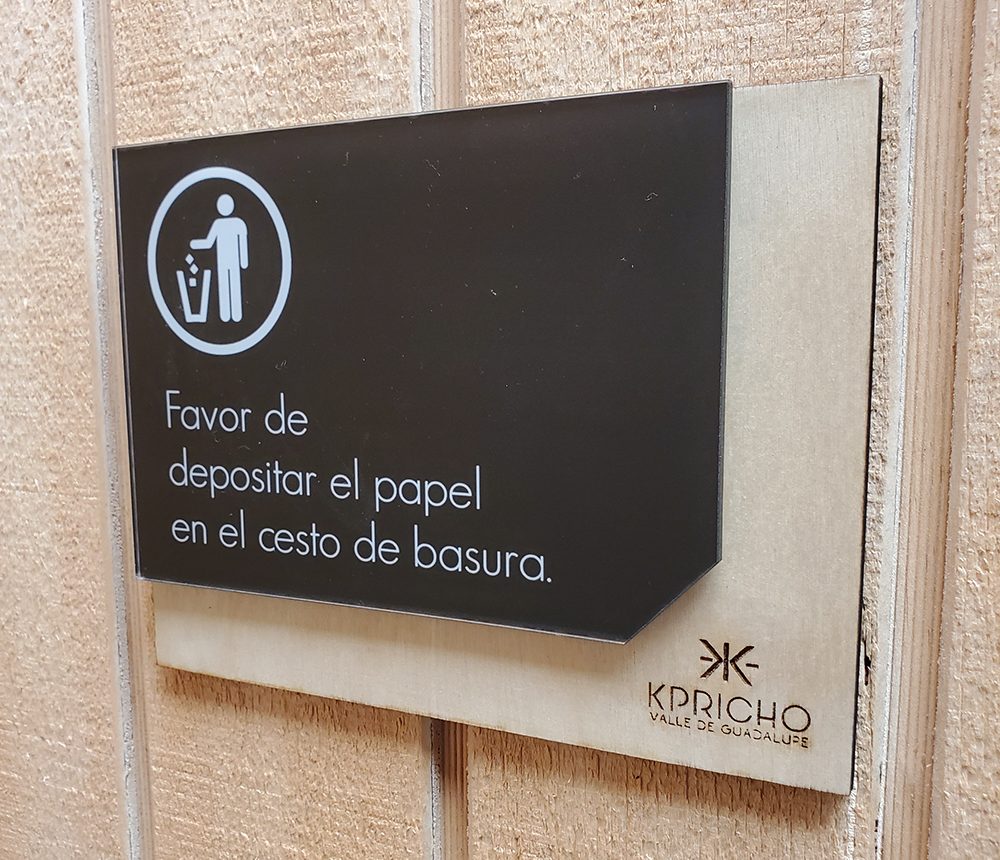 Favor de
depositar el papel
en el cesto de basura.
KPRICHO
VALLE DE GUADALUPE